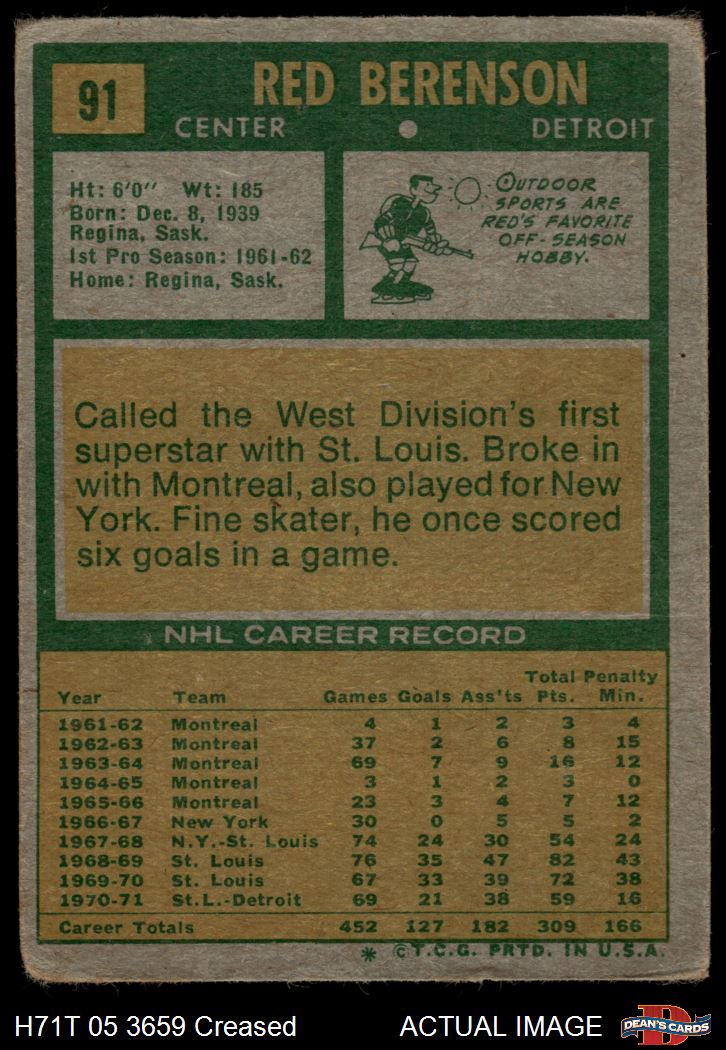 91
RED BERENSON
CENTER
DETROIT
Ht: 6'0" Wt: 185
Born: Dec. 8, 1939
Regina, Sask.
1st Pro Season: 1961-62
Home: Regina, Sask.
OUTDOOR
SPORTS ARE
RED'S FAVORITE
OFF-SEASON
HOBBY.
Called the West Division's first
superstar with St. Louis. Broke in
with Montreal, also played for New
York. Fine skater, he once scored
six goals in a game.
NHL CAREER RECORD
Total Penalty
Year Team Games Goals Ass'ts Pts. Min.
1961-62 Montreal 4 1 2 3 4
1962-63 Montreal 37 2 6 8 15
1963-64 Montreal 69 7 9 16 12
1964-65 Montreal 3 1 2 3 0
1965-66 Montreal 23 3 4 7 12
1966-67 New York 30 0 5 5 2
1967-68 N.Y.-St. Louis 74 24 30 54 24
1968-69 St. Louis 76 35 47 82 43
1969-70 St. Louis 67 33 39 72 38
1970-71 St.L.-Detroit 69 21 38 59 16
Career Totals 452 127 182 309 166
* ©T.C.G. PRTD. IN U.S.A.
H71T 05 3659 Creased
ACTUAL IMAGE
D
DEAN'S CARDS